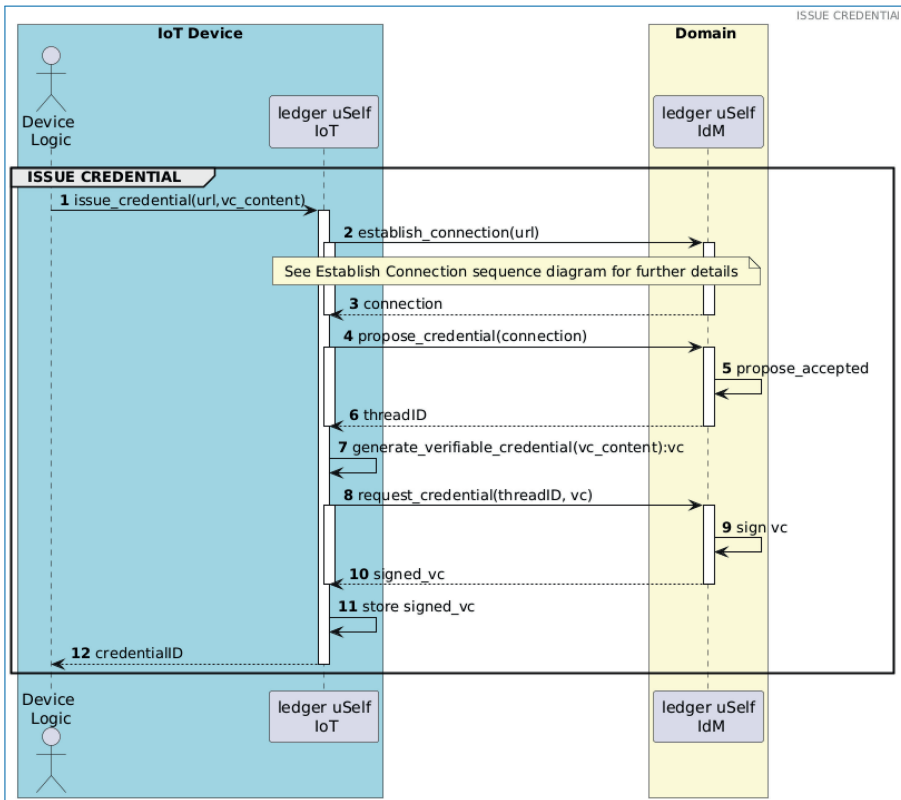 ISSUE CREDENTIAL
IoT Device
Domain
Device
Logic
ledger uSelf
IoT
ledger uSelf
IdM
ISSUE CREDENTIAL
1 issue_credential(url,vc_content)
2 establish_connection(url)
See Establish Connection sequence diagram for further details
3 connection
4 propose_credential(connection)
5 propose_accepted
6 threadID
7 generate_verifiable_credential(vc_content):vc
8 request_credential(threadID, vc)
9 sign vc
10 signed_vc
11 store signed_vc
12 credentialID
Device
Logic
ledger uSelf
IoT
ledger uSelf
IdM